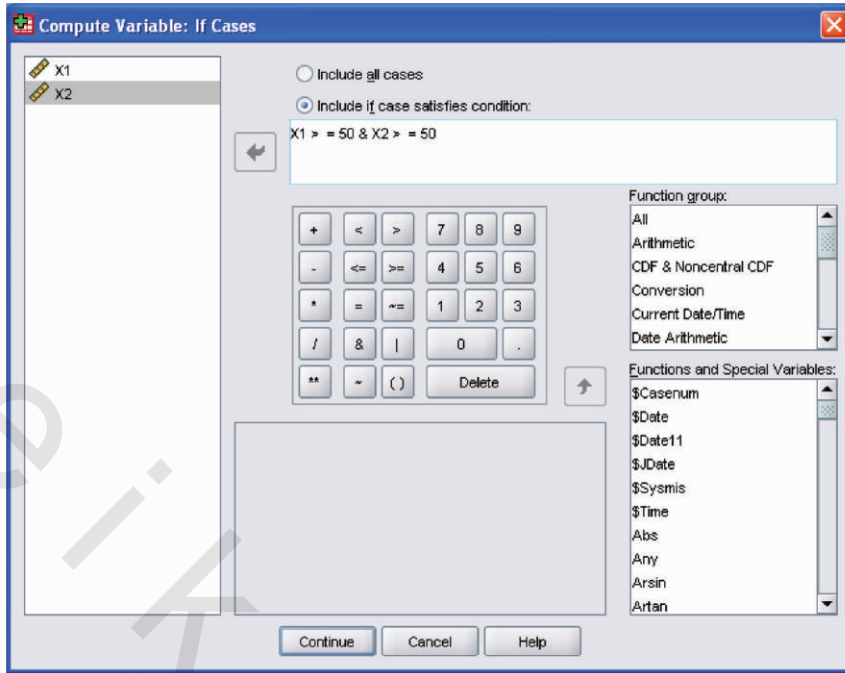 Compute Variable: If Cases
X1
X2
Include all cases
Include if case satisfies condition:
X1 > = 50 & X2 > = 50
+ < > 7 8 9
- <= >= 4 5 6
* = ~= 1 2 3
/ & | 0 .
** ~ ( ) Delete
Function group:
All
Arithmetic
CDF & Noncentral CDF
Conversion
Current Date/Time
Date Arithmetic
Functions and Special Variables:
$Casenum
$Date
$Date11
$JDate
$Sysmis
$Time
Abs
Any
Arsin
Artan
Continue Cancel Help